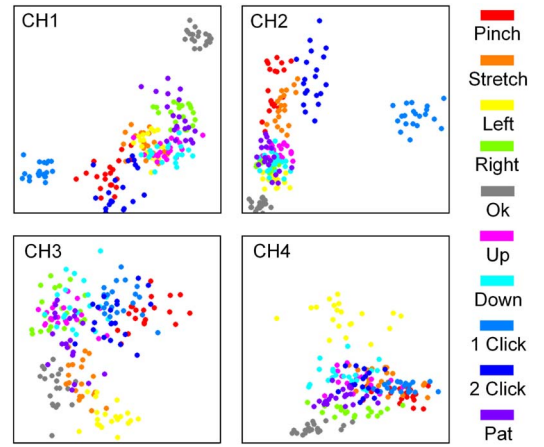 CH1
CH2
CH3
CH4
Pinch
Stretch
Left
Right
Ok
Up
Down
1 Click
2 Click
Pat